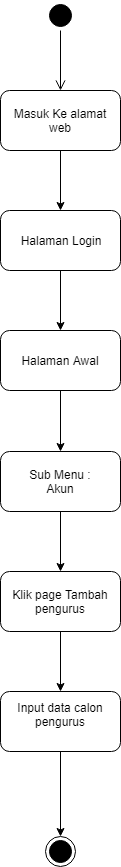 Masuk Ke alamat
web
Halaman Login
Halaman Awal
Sub Menu :
Akun
Klik page Tambah
pengurus
Input data calon
pengurus